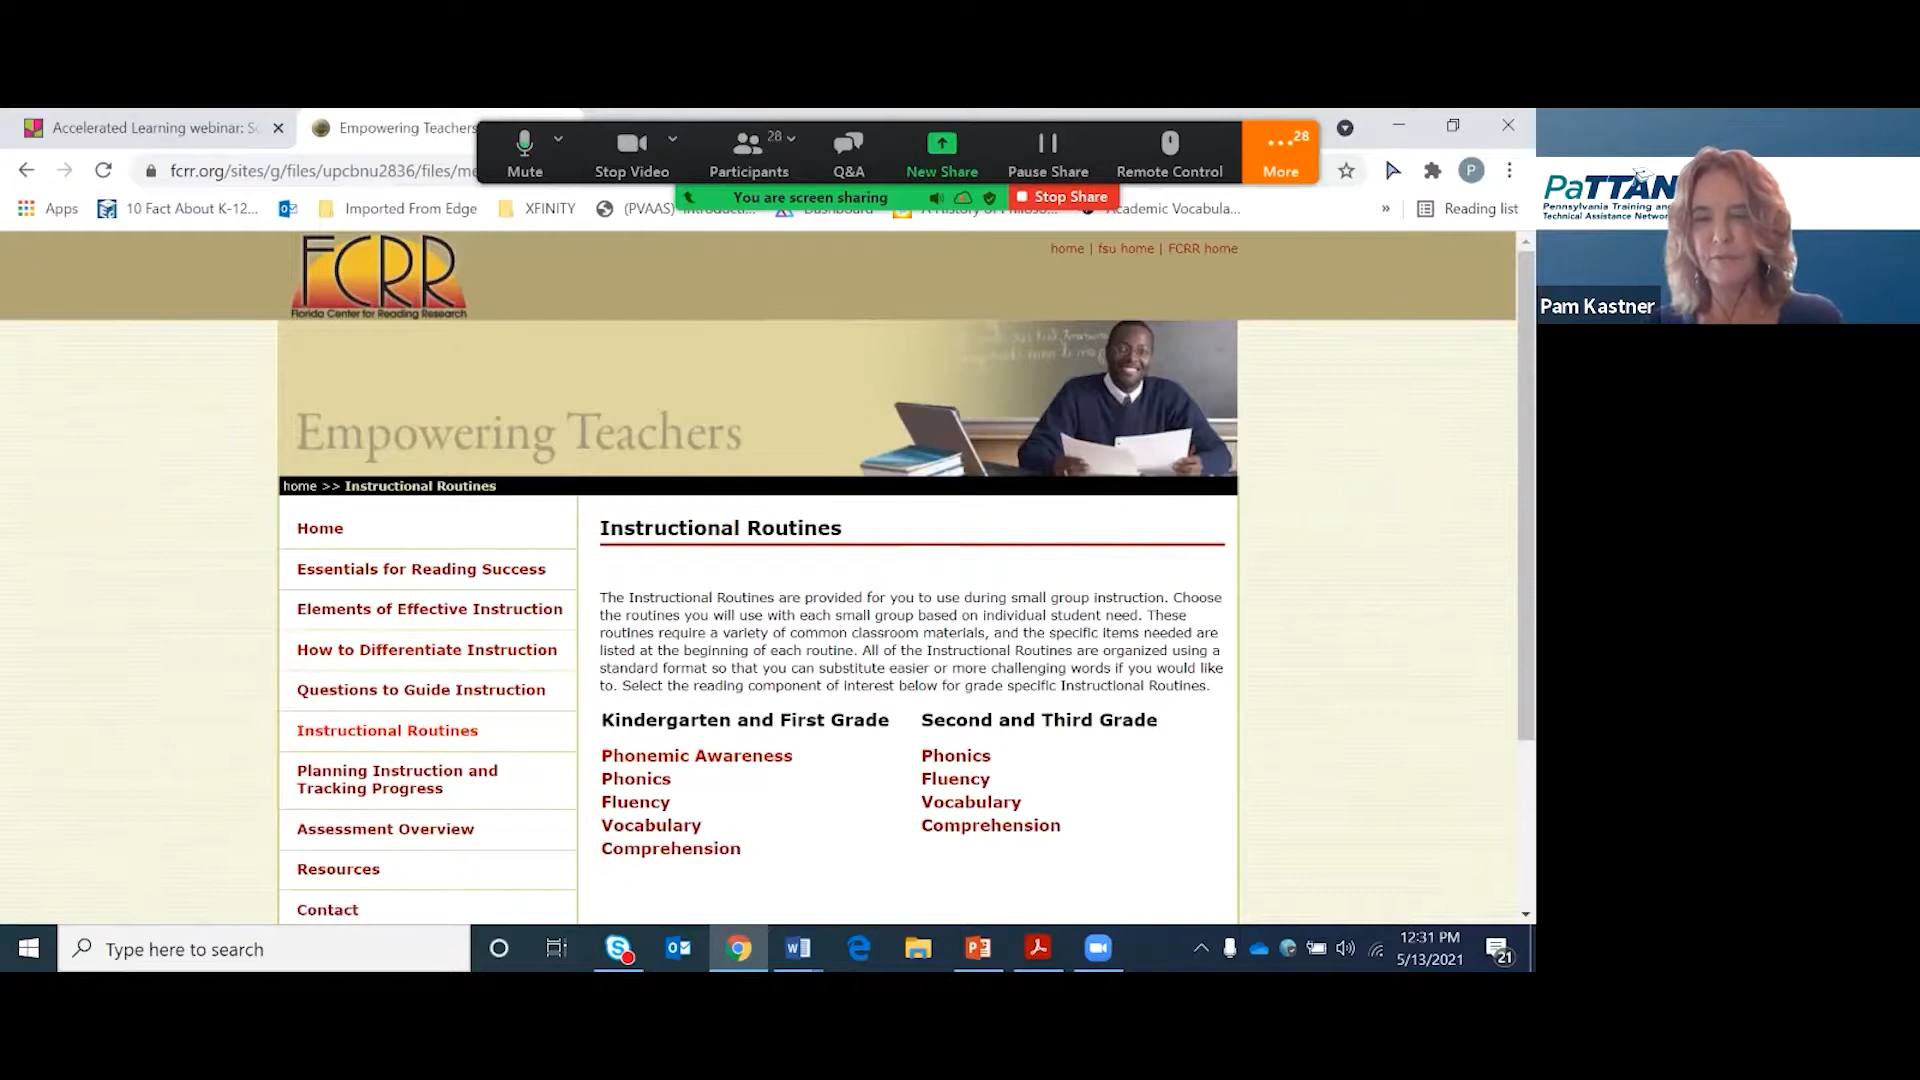 Accelerated Learning webinar: Sc
Empowering Teachers
Mute
Stop Video
28
Participants
Q&A
New Share
Pause Share
Remote Control
28
More
fcrr.org/sites/g/files/upcbnu2836/files/me
P
You are screen sharing
Stop Share
Apps
10 Fact About K-12...
Imported From Edge
XFINITY
(PVAAS)
Dashboard
A History of Philoso...
Academic Vocabula...
»
Reading list
PaTTAN
Pennsylvania Training and
Technical Assistance Network
Pam Kastner
FCRR
Florida Center for Reading Research
home | fsu home | FCRR home
Empowering Teachers
home >> Instructional Routines
Home
Essentials for Reading Success
Elements of Effective Instruction
How to Differentiate Instruction
Questions to Guide Instruction
Instructional Routines
Planning Instruction and
Tracking Progress
Assessment Overview
Resources
Contact
Instructional Routines
The Instructional Routines are provided for you to use during small group instruction. Choose
the routines you will use with each small group based on individual student need. These
routines require a variety of common classroom materials, and the specific items needed are
listed at the beginning of each routine. All of the Instructional Routines are organized using a
standard format so that you can substitute easier or more challenging words if you would like
to. Select the reading component of interest below for grade specific Instructional Routines.
Kindergarten and First Grade
Phonemic Awareness
Phonics
Fluency
Vocabulary
Comprehension
Second and Third Grade
Phonics
Fluency
Vocabulary
Comprehension
Type here to search
12:31 PM
5/13/2021
21